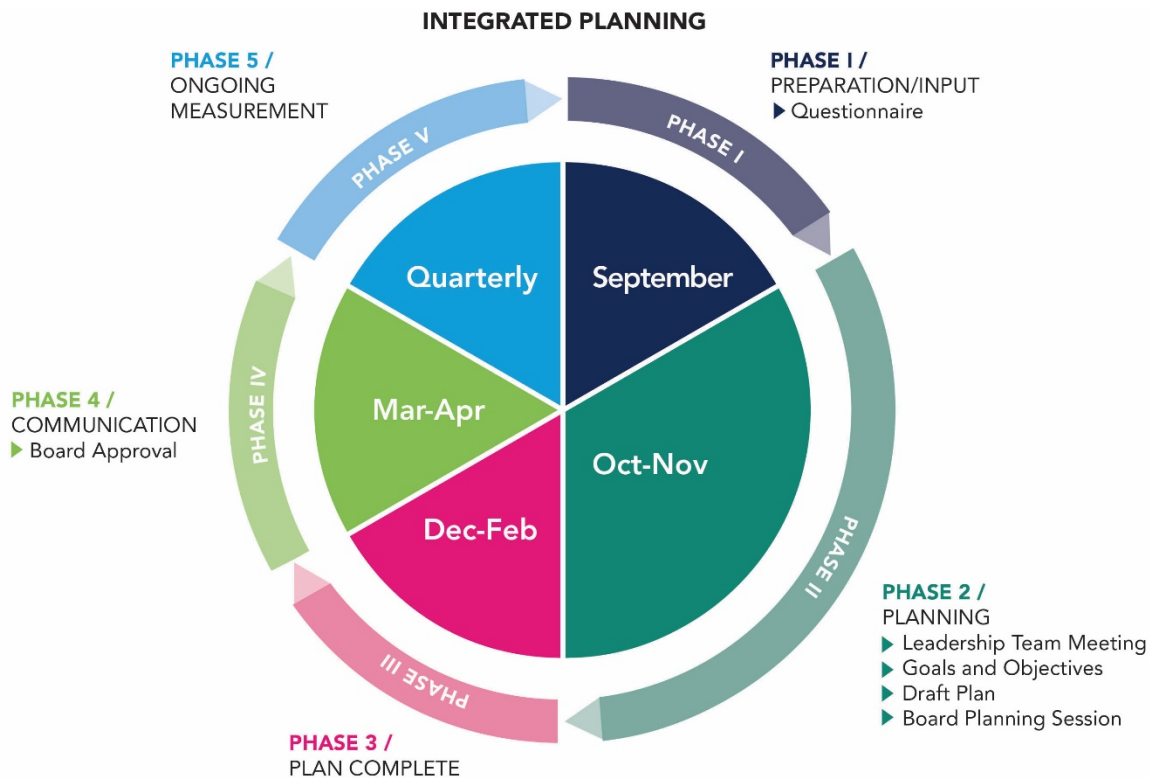 INTEGRATED PLANNING
PHASE 5 /
ONGOING
MEASUREMENT
PHASE I /
PREPARATION/INPUT
Questionnaire
PHASE V
PHASE I
Quarterly
September
PHASE 4 /
COMMUNICATION
Board Approval
PHASE IV
Mar-Apr
Oct-Nov
Dec-Feb
PHASE II
PHASE 2 /
PLANNING
Leadership Team Meeting
Goals and Objectives
Draft Plan
Board Planning Session
PHASE III
PHASE 3 /
PLAN COMPLETE